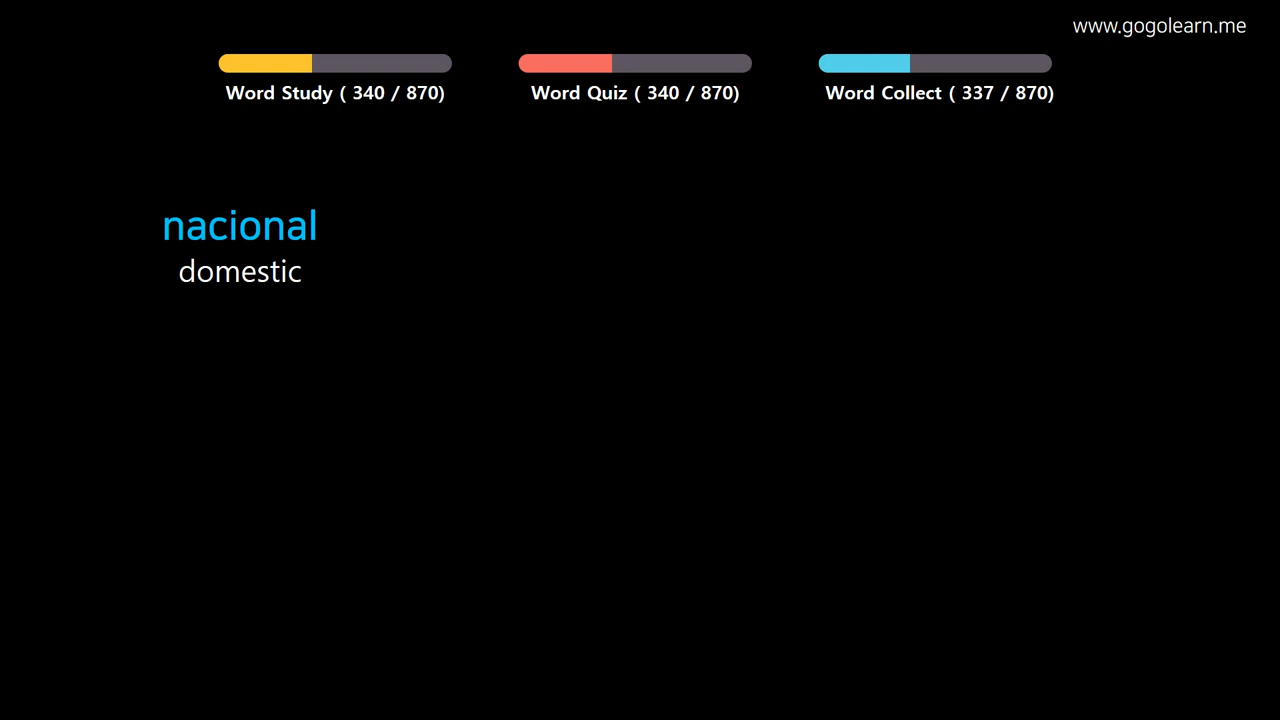 www.gogolearn.me
Word Study ( 340 / 870)
Word Quiz ( 340 / 870)
Word Collect ( 337 / 870)
nacional
domestic